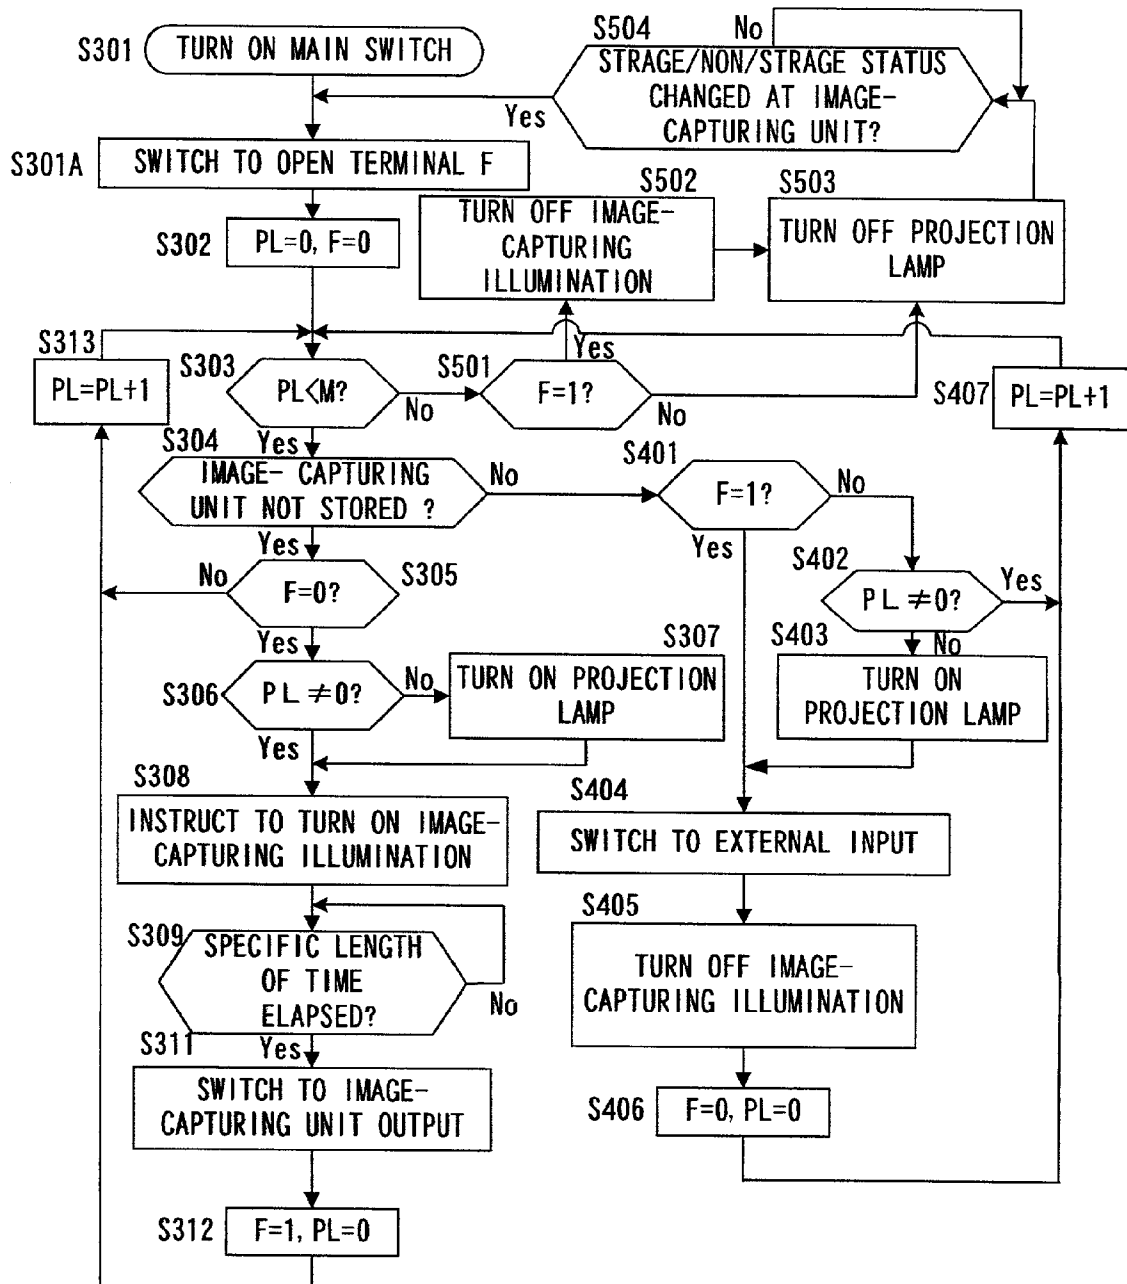 S301
TURN ON MAIN SWITCH
S504
No
STRAGE/NON/STRAGE STATUS
CHANGED AT IMAGE-
CAPTURING UNIT?
Yes
S301A
SWITCH TO OPEN TERMINAL F
S302
PL=0, F=0
S502
TURN OFF IMAGE-
CAPTURING
ILLUMINATION
S503
TURN OFF PROJECTION
LAMP
S313
PL=PL+1
S303
PL<M?
No
Yes
S501
F=1?
Yes
No
S407
PL=PL+1
S304
IMAGE- CAPTURING
UNIT NOT STORED ?
No
Yes
S401
F=1?
No
Yes
S305
F=0?
No
Yes
S402
PL ≠0?
Yes
No
S306
PL ≠0?
No
Yes
S307
TURN ON PROJECTION
LAMP
S403
TURN ON
PROJECTION LAMP
S308
INSTRUCT TO TURN ON IMAGE-
CAPTURING ILLUMINATION
S404
SWITCH TO EXTERNAL INPUT
S309
SPECIFIC LENGTH
OF TIME
ELAPSED?
No
Yes
S405
TURN OFF IMAGE-
CAPTURING ILLUMINATION
S311
SWITCH TO IMAGE-
CAPTURING UNIT OUTPUT
S406
F=0, PL=0
S312
F=1, PL=0